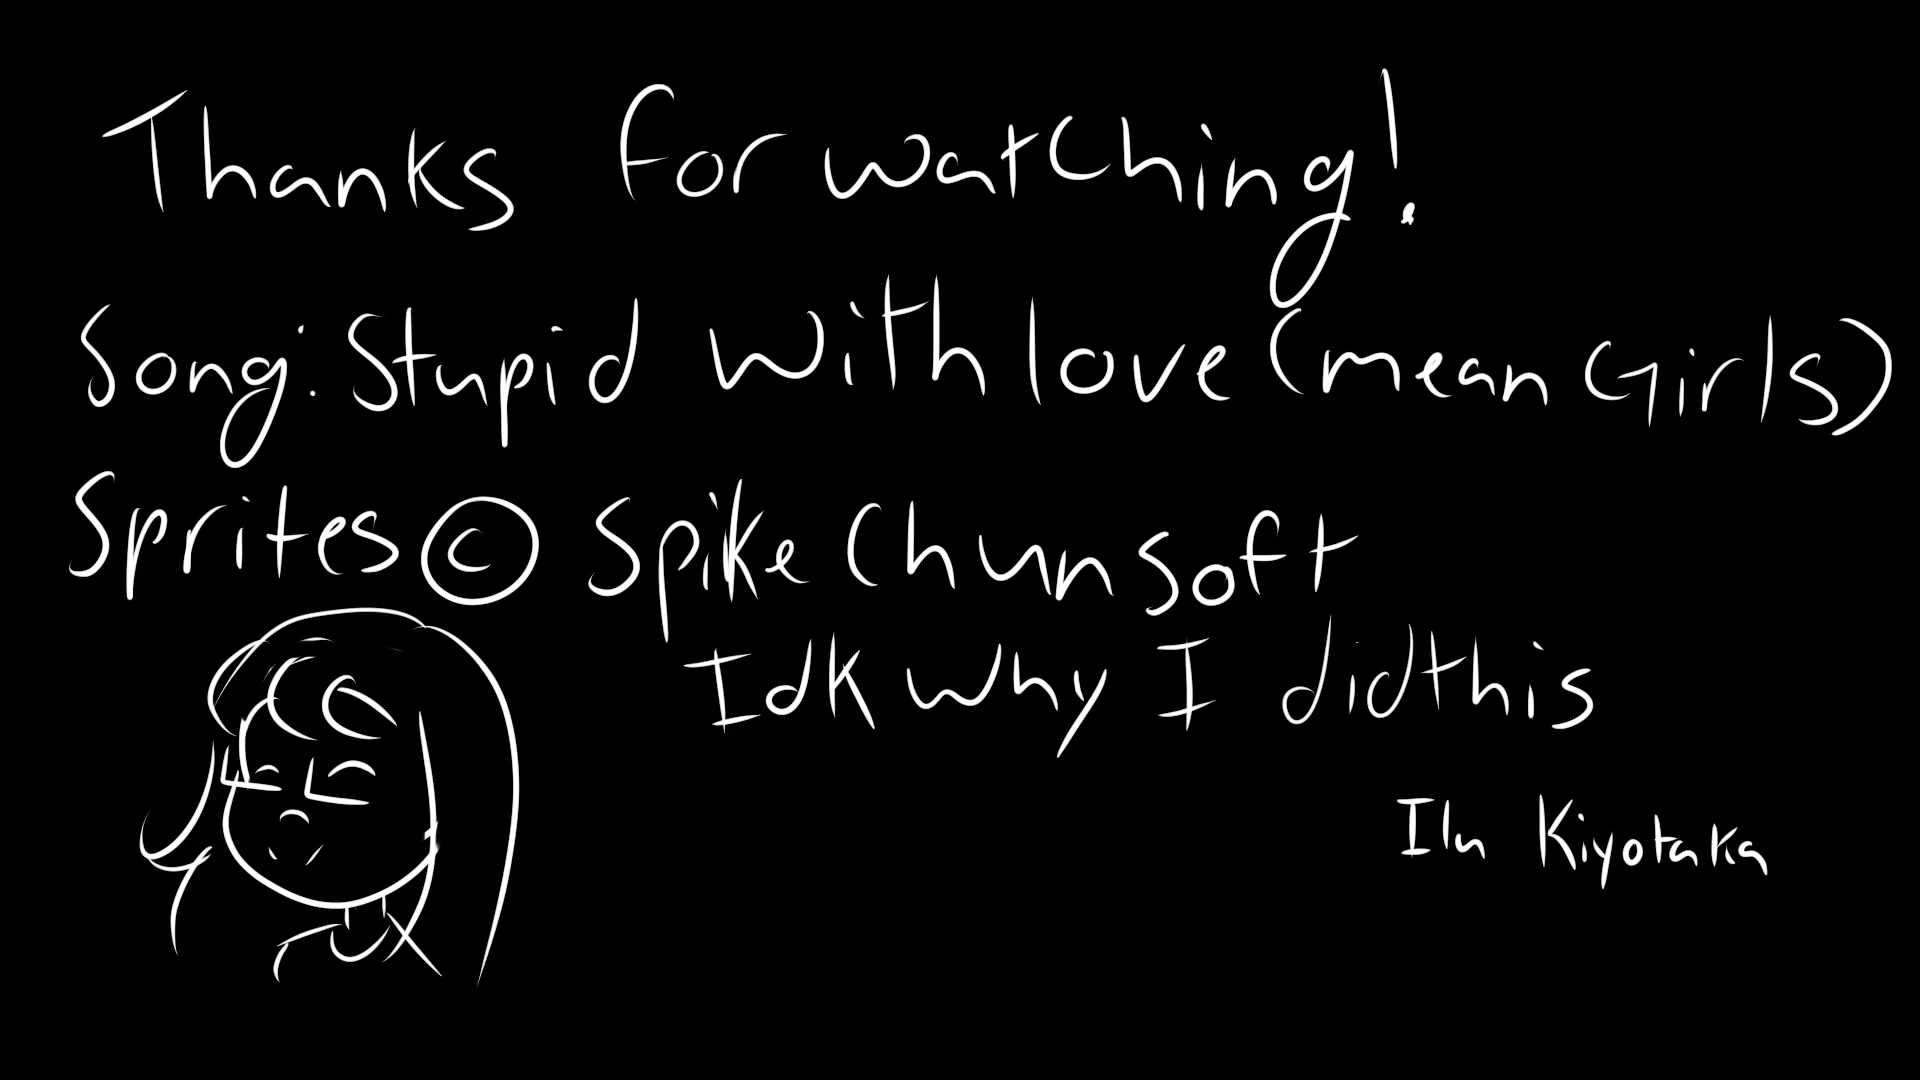 Thanks for watching!
Song: Stupid With love (mean Girls)
Sprites © Spike Chunsoft
Idk why I did this
Ilu Kiyotaka